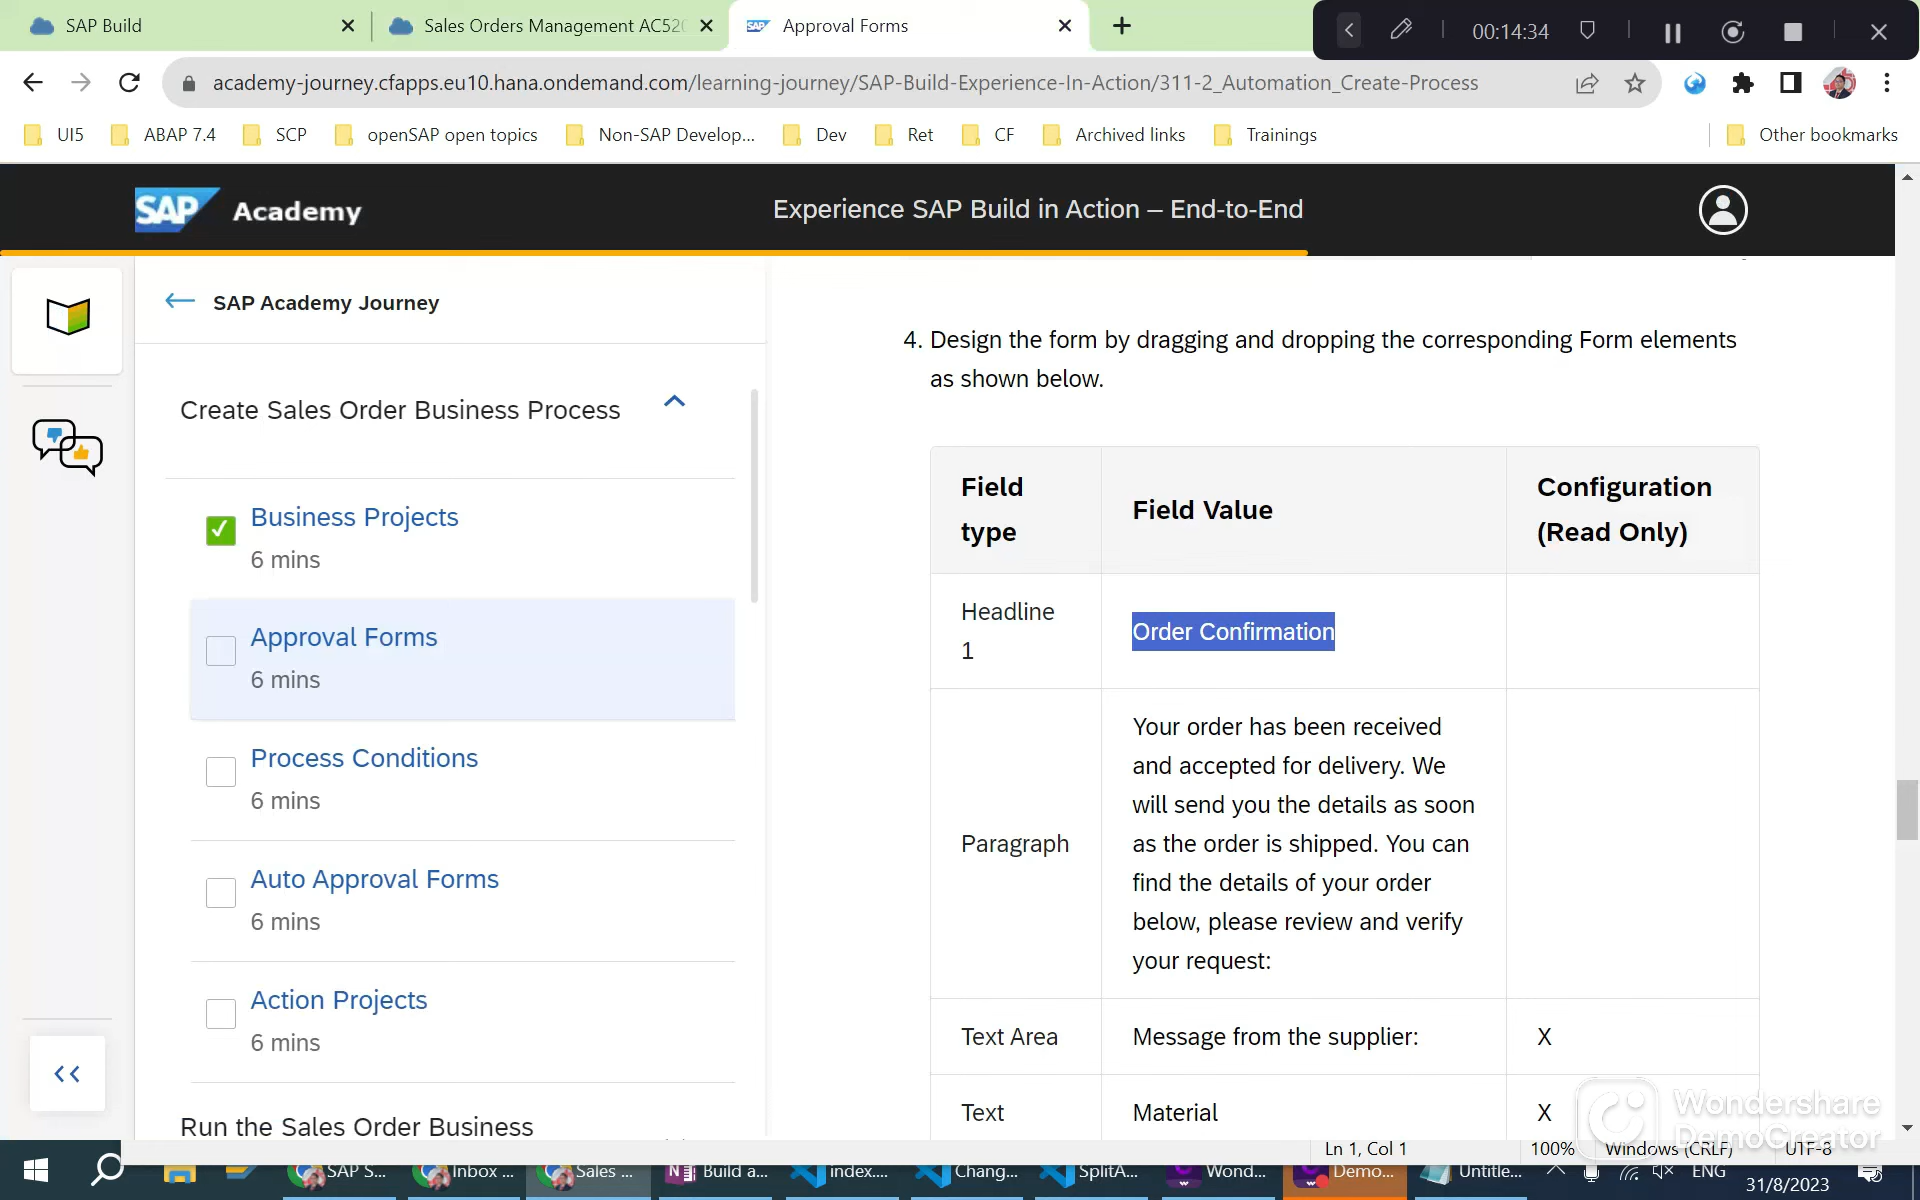 SAP Build
Sales Orders Management AC520
SAP
Approval Forms
00:14:34
academy-journey.cfapps.eu10.hana.ondemand.com/learning-journey/SAP-Build-Experience-In-Action/311-2_Automation_Create-Process
UI5
ABAP 7.4
SCP
openSAP open topics
Non-SAP Develop...
Dev
Ret
CF
Archived links
Trainings
Other bookmarks
SAP Academy
Experience SAP Build in Action – End-to-End
SAP Academy Journey
Create Sales Order Business Process
Business Projects
6 mins
Approval Forms
6 mins
Process Conditions
6 mins
Auto Approval Forms
6 mins
Action Projects
6 mins
Run the Sales Order Business
4. Design the form by dragging and dropping the corresponding Form elements
as shown below.
Field
type
Field Value
Configuration
(Read Only)
Headline
1
Order Confirmation
Paragraph
Your order has been received
and accepted for delivery. We
will send you the details as soon
as the order is shipped. You can
find the details of your order
below, please review and verify
your request:
Text Area
Message from the supplier:
X
Text
Material
X
Wondershare
DemoCreator
Ln 1, Col 1
100%
Windows (CRLF)
UTF-8
SAP S...
Inbox ...
Sales ...
Build a...
index....
Chang...
SplitA...
Wond...
Demo...
Untitle...
ENG
31/8/2023